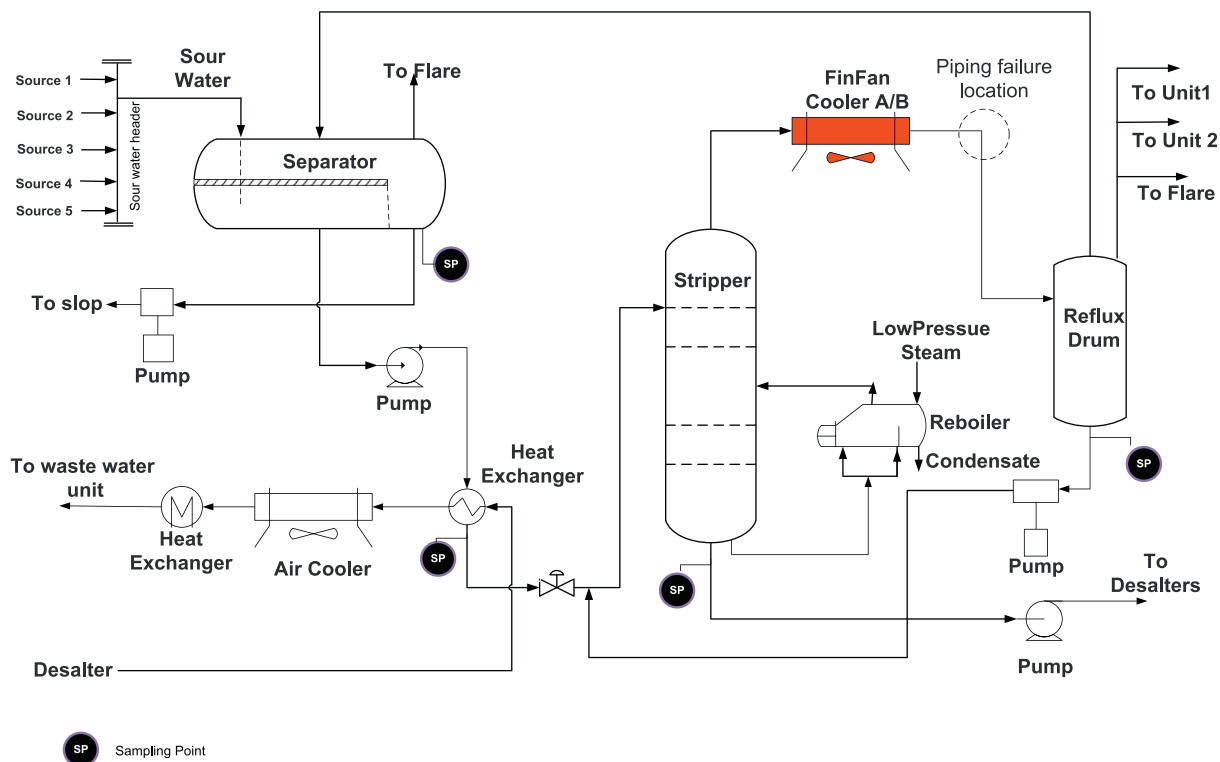 Sour
Water
Source 1
Source 2
Source 3
Source 4
Source 5
Sour water header
To Flare
Separator
SP
To slop
Pump
Pump
FinFan
Cooler A/B
Piping failure
location
To Unit1
To Unit 2
To Flare
Stripper
LowPressue
Steam
Reflux
Drum
Reboiler
Condensate
SP
Pump
To waste water
unit
Heat
Exchanger
Heat
Exchanger
Air Cooler
SP
SP
To
Desalters
Pump
Desalter
SP
Sampling Point